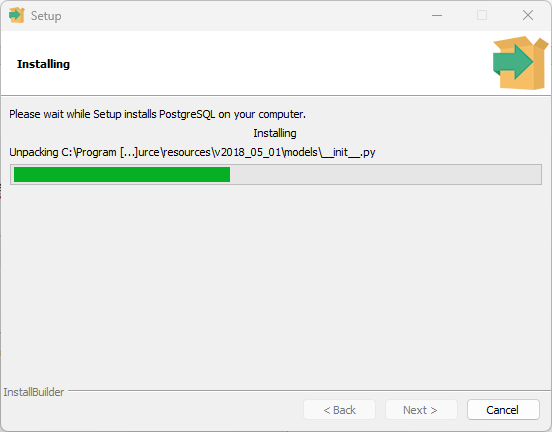 Setup
Installing
Please wait while Setup installs PostgreSQL on your computer.
Installing
Unpacking C:\Program [...]urce\resources\v2018_05_01\models\__init__.py
InstallBuilder
< Back
Next >
Cancel